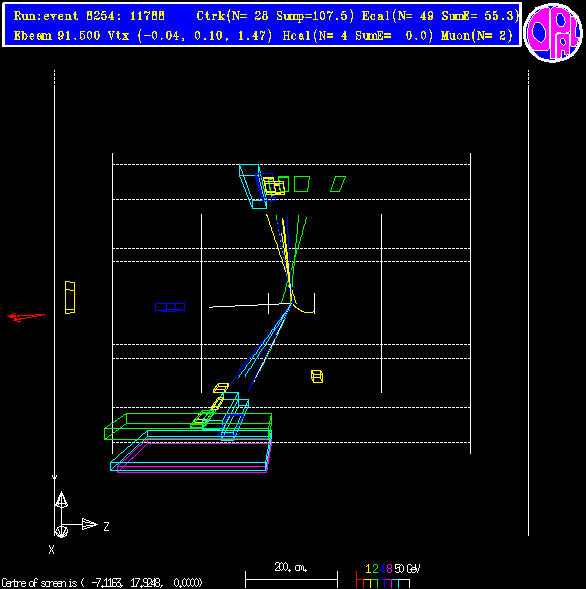 Run:event 8254: 11788 Ctrk(N= 28 Sump=107.5) Ecal(N= 49 SumE= 55.3)
Ebeam 91.500 Vtx (-0.04, 0.10, 1.47) Hcal(N= 4 SumE= 0.0) Muon(N= 2)
OPAL
Y
Z
X
200. cm.
1 2 4 8 50 GeV
Centre of screen is ( -7.1163, 17.9248, 0.0000)